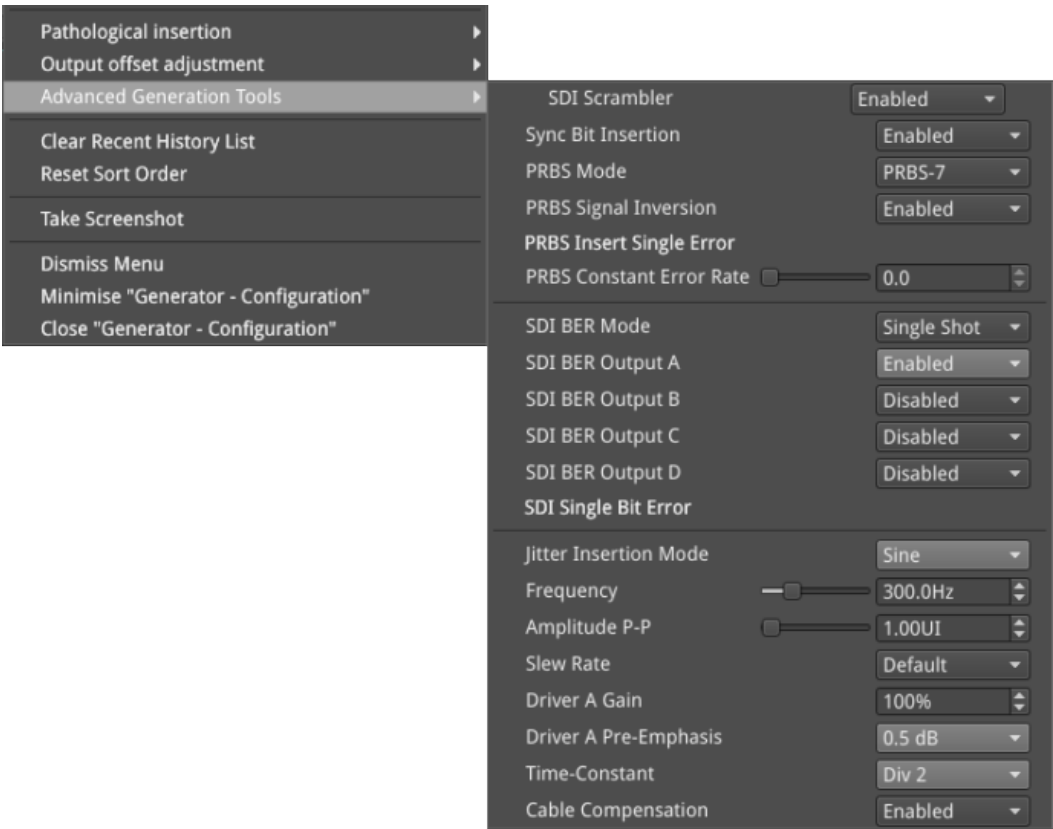 Pathological insertion
Output offset adjustment
Advanced Generation Tools
Clear Recent History List
Reset Sort Order
Take Screenshot
Dismiss Menu
Minimise "Generator - Configuration"
Close "Generator - Configuration"
SDI Scrambler Enabled
Sync Bit Insertion Enabled
PRBS Mode PRBS-7
PRBS Signal Inversion Enabled
PRBS Insert Single Error
PRBS Constant Error Rate 0.0
SDI BER Mode Single Shot
SDI BER Output A Enabled
SDI BER Output B Disabled
SDI BER Output C Disabled
SDI BER Output D Disabled
SDI Single Bit Error
Jitter Insertion Mode Sine
Frequency 300.0Hz
Amplitude P-P 1.00UI
Slew Rate Default
Driver A Gain 100%
Driver A Pre-Emphasis 0.5 dB
Time-Constant Div 2
Cable Compensation Enabled